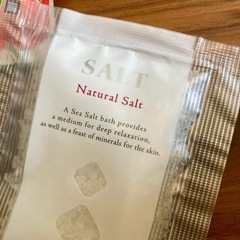 SALT
Natural Salt
A Sea Salt bath provides
a medium for deep relaxation,
as well as a feast of minerals for the skin.